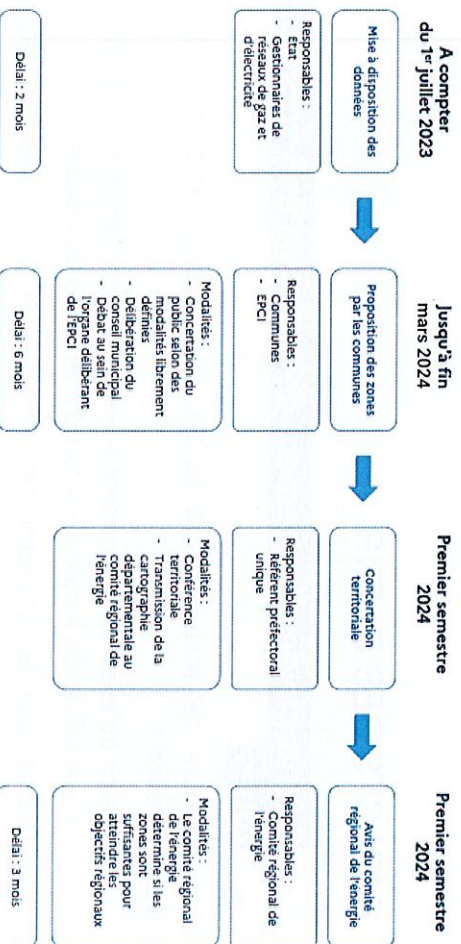 A compter
du 1er juillet 2023
Mise à disposition des
données
Responsables :
- Etat
- Gestionnaires de
réseaux de gaz et
d'électricité
Délai : 2 mois
Jusqu'à fin
mars 2024
Proposition des zones
par les communes
Responsables :
- Communes
- EPCI
Modalités :
- Concertation du
public selon des
modalités librement
définies
- Délibération du
conseil municipal
- Débat au sein de
l'organe délibérant
de l'EPCI
Délai : 6 mois
Premier semestre
2024
Concertation
territoriale
Responsables :
- Référent préfectoral
unique
Modalités :
- Conférence
territoriale
- Transmission de la
cartographie
départementale au
comité régional de
l'énergie
Premier semestre
2024
Avis du comité
régional de l'énergie
Responsables :
- Comité régional de
l'énergie
Modalités :
- Le comité régional
de l'énergie
détermine si les
zones sont
suffisantes pour
atteindre les
objectifs régionaux
Délai : 3 mois